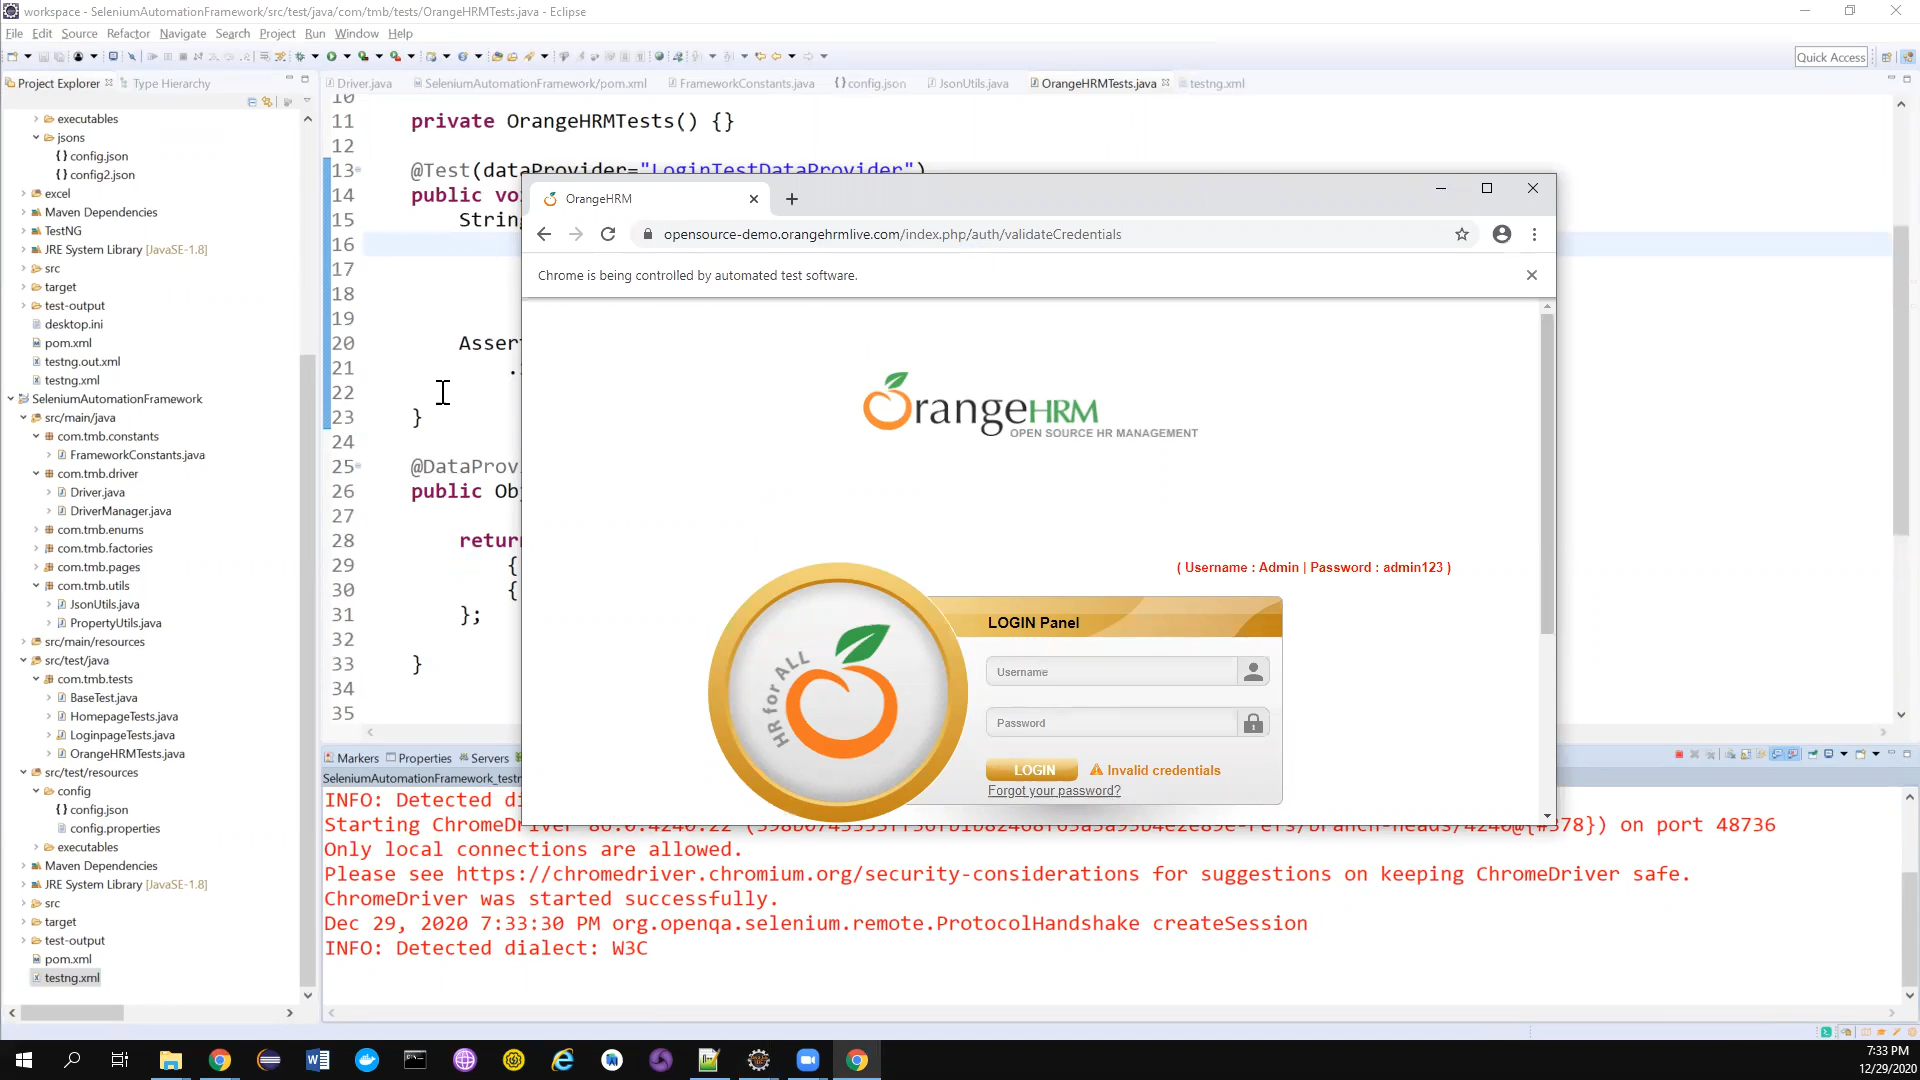 workspace - SeleniumAutomationFramework/src/test/java/com/tmb/tests/OrangeHRMTests.java - Eclipse
File Edit Source Refactor Navigate Search Project Run Window Help
Quick Access
Project Explorer Type Hierarchy
Driver.java SeleniumAutomationFramework/pom.xml FrameworkConstants.java config.json JsonUtils.java OrangeHRMTests.java testng.xml
executables
jsons
config.json
config2.json
excel
Maven Dependencies
TestNG
JRE System Library [JavaSE-1.8]
src
target
test-output
desktop.ini
pom.xml
testng.out.xml
testng.xml
SeleniumAutomationFramework
src/main/java
com.tmb.constants
FrameworkConstants.java
com.tmb.driver
Driver.java
DriverManager.java
com.tmb.enums
com.tmb.factories
com.tmb.pages
com.tmb.utils
JsonUtils.java
PropertyUtils.java
src/main/resources
src/test/java
com.tmb.tests
BaseTest.java
HomepageTests.java
LoginpageTests.java
OrangeHRMTests.java
src/test/resources
config
config.json
config.properties
executables
Maven Dependencies
JRE System Library [JavaSE-1.8]
src
target
test-output
pom.xml
testng.xml
10
11 private OrangeHRMTests() {}
12
13 @Test(dataProvider="LoginTestDataProvider")
14 public vo
15 String
16
17
18
19
20 Assert
21
22
23 }
24
25 @DataProv
26 public Ob
27
28 return
29 {
30 {
31 };
32
33 }
34
35
OrangeHRM
opensource-demo.orangehrmlive.com/index.php/auth/validateCredentials
Chrome is being controlled by automated test software.
OrangeHRM
OPEN SOURCE HR MANAGEMENT
( Username : Admin | Password : admin123 )
HR for ALL
LOGIN Panel
Username
Password
LOGIN Invalid credentials
Forgot your password?
Markers Properties Servers
SeleniumAutomationFramework_testn
INFO: Detected di
Starting ChromeDriver 86.0.4240.22 on port 48736
Only local connections are allowed.
Please see https://chromedriver.chromium.org/security-considerations for suggestions on keeping ChromeDriver safe.
ChromeDriver was started successfully.
Dec 29, 2020 7:33:30 PM org.openqa.selenium.remote.ProtocolHandshake createSession
INFO: Detected dialect: W3C
7:33 PM
12/29/2020